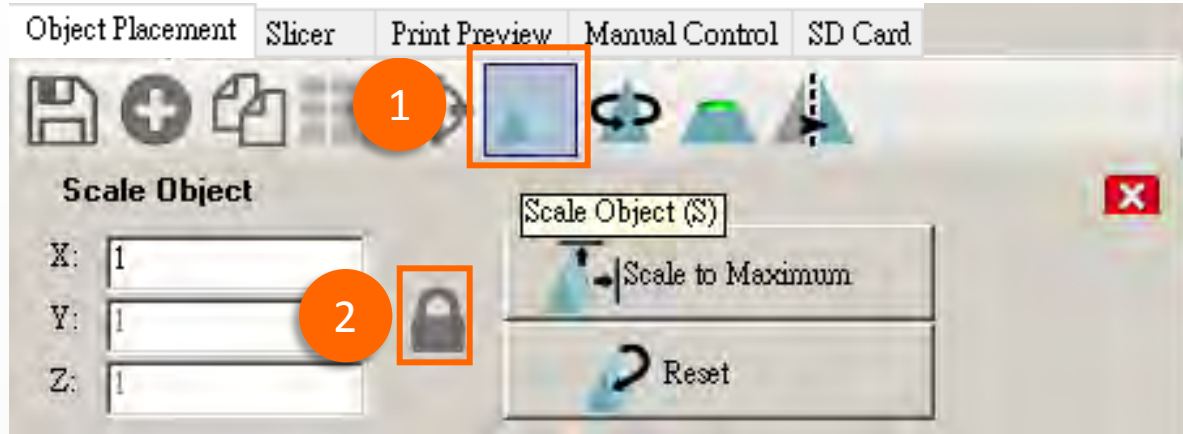 Object Placement Slicer Print Preview Manual Control SD Card
1
Scale Object
Scale Object (S)
X: 1
Scale to Maximum
Y: 1
2
Z: 1
Reset